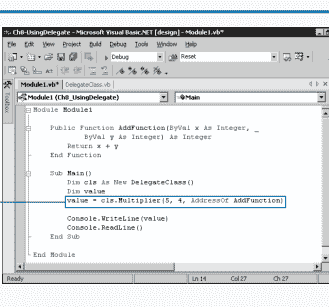 Ch8-UsingDelegate - Microsoft Visual Basic.NET [design] - Module1.vb*
File Edit View Project Build Debug Tools Window Help
Debug Reset
Module1.vb* DelegateClass.vb
Toolbox
Module1 (Ch8_UsingDelegate) Main
Module Module1
Public Function AddFunction(ByVal x As Integer, _
ByVal y As Integer) As Integer
Return x + y
End Function
Sub Main()
Dim cls As New DelegateClass()
Dim value
value = cls.Multiplier(5, 4, AddressOf AddFunction)
Console.WriteLine(value)
Console.ReadLine()
End Sub
End Module
Ready Ln 14 Col 27 Ch 27